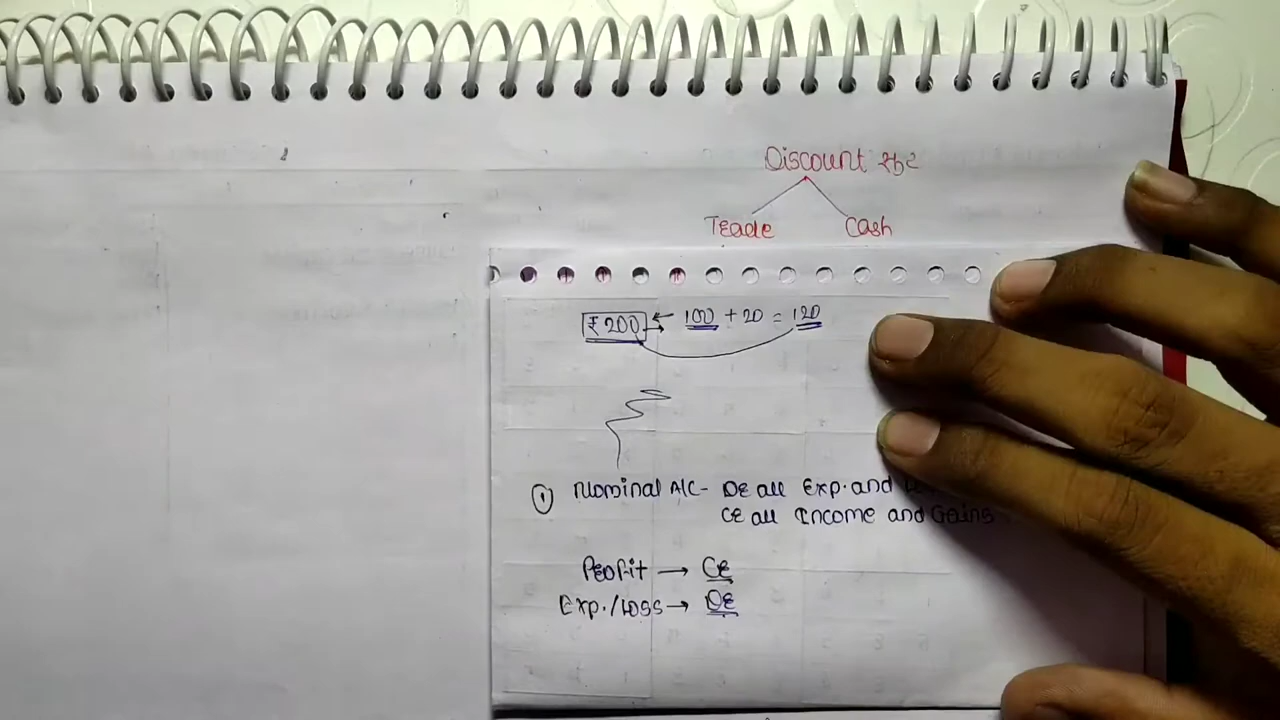 Discount হৰ
Trade Cash
₹200 100 + 20 = 120
① Nominal A/C- Dr all Exp. and
Cr all Income and Gains
Profit → Cr
Exp./Loss → Dr